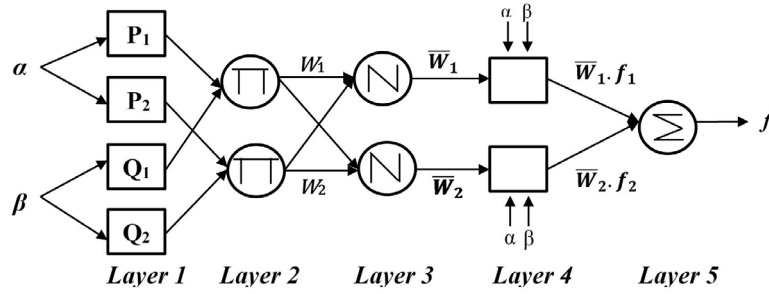 α β
P₁
W₁
W̅₁
W̅₁. f₁
α
P₂
∏
N
Σ
f
Q₁
∏
W₂
N
W̅₂
W̅₂. f₂
β
Q₂
α β
Layer 1 Layer 2 Layer 3 Layer 4 Layer 5